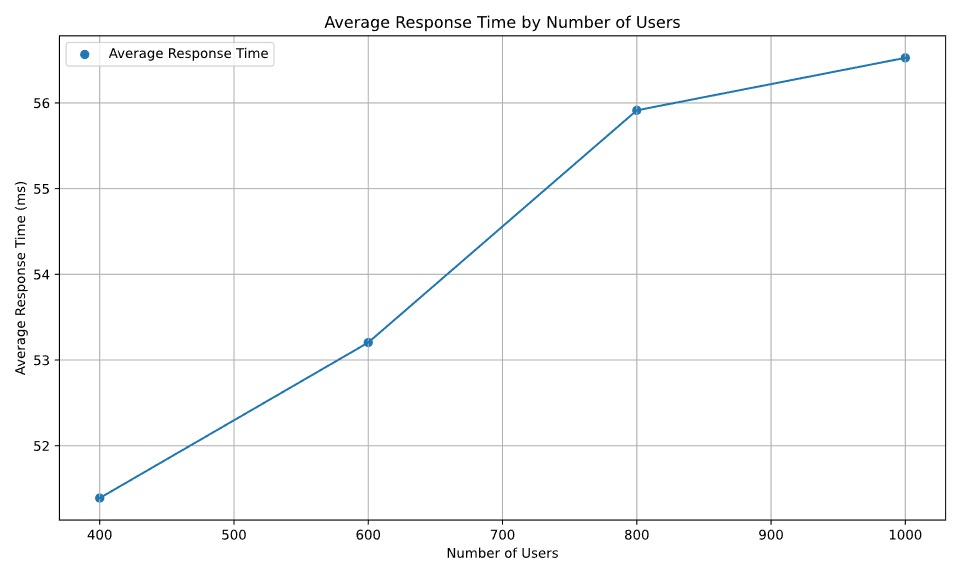 Average Response Time by Number of Users
Average Response Time
56
55
54
53
52
Average Response Time (ms)
400 500 600 700 800 900 1000
Number of Users